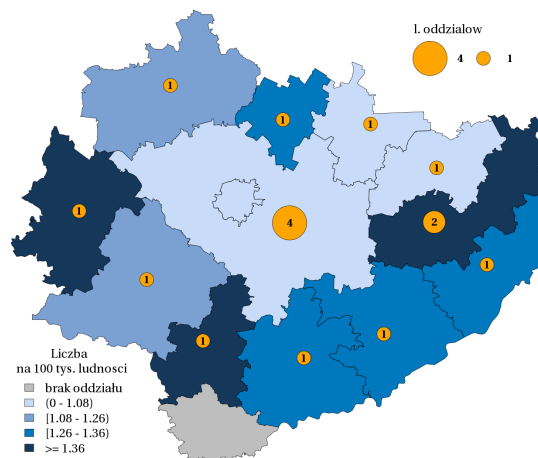 l. oddzialow
4 1
1
1
1
1
1
2
4
1
1
1
1
1
Liczba
na 100 tys. ludnosci
brak oddziału
(0 - 1.08)
[1.08 - 1.26)
[1.26 - 1.36)
>= 1.36